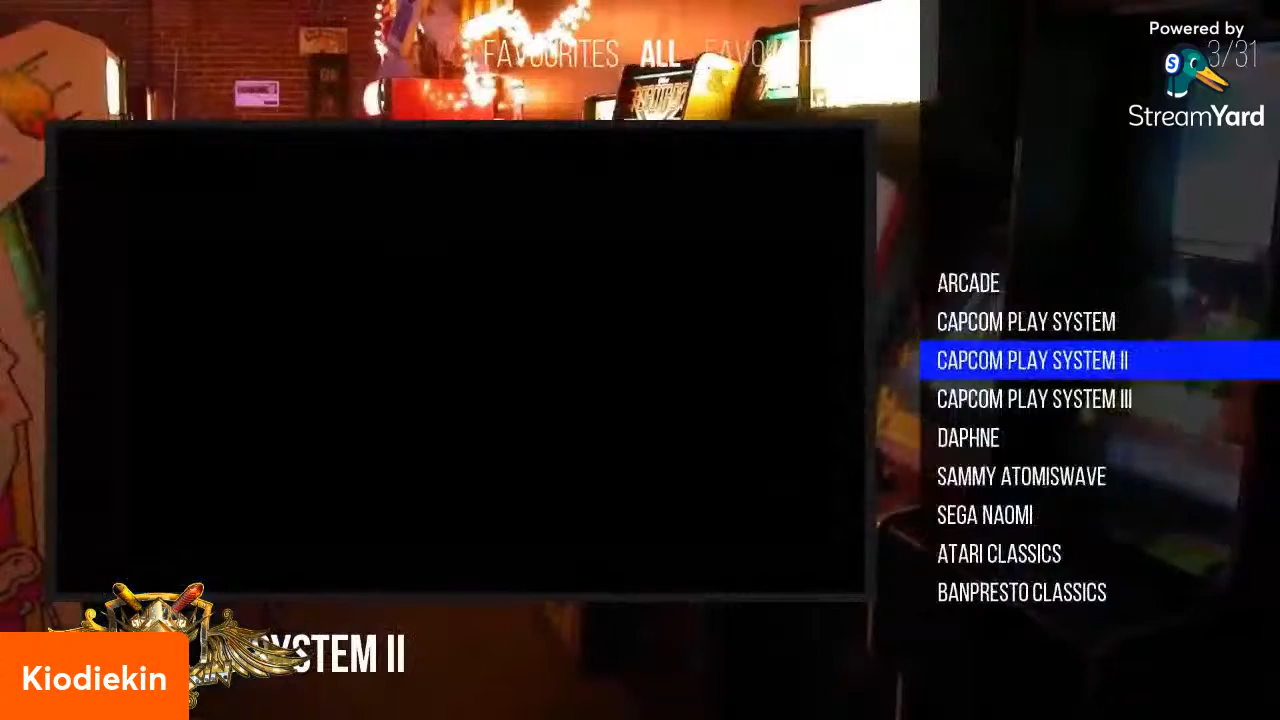 Powered by
StreamYard
FAVOURITES ALL
3/31
ARCADE
CAPCOM PLAY SYSTEM
CAPCOM PLAY SYSTEM II
CAPCOM PLAY SYSTEM III
DAPHNE
SAMMY ATOMISWAVE
SEGA NAOMI
ATARI CLASSICS
BANPRESTO CLASSICS
SYSTEM II
Kiodiekin